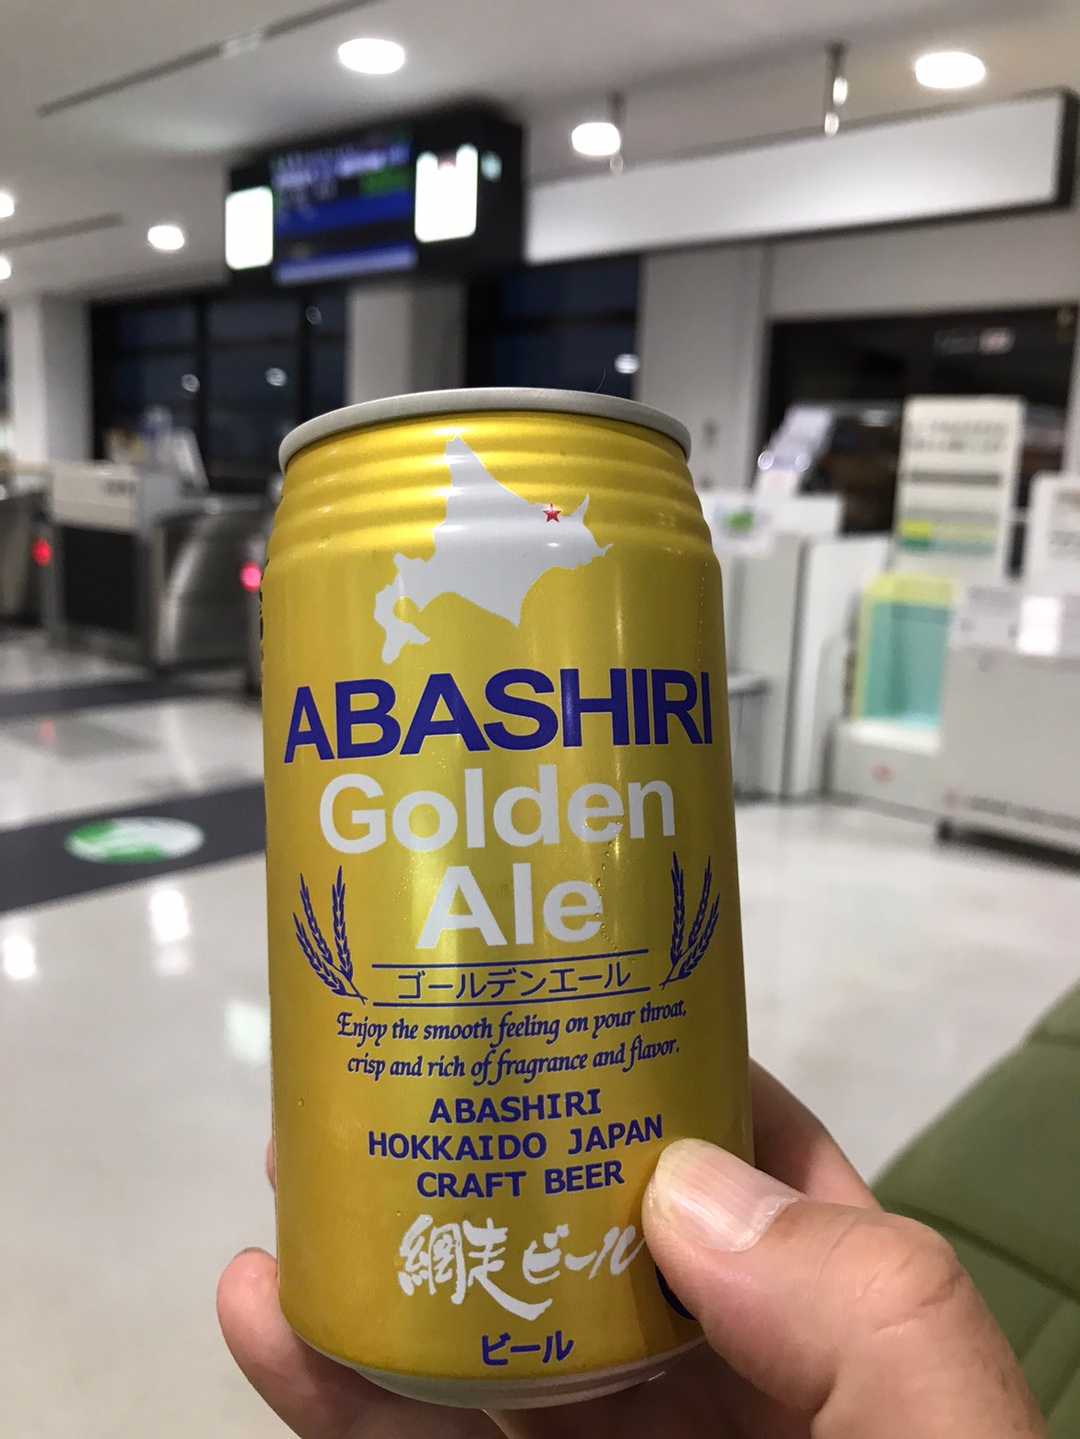 ABASHIRI
Golden
Ale
ゴールデンエール
Enjoy the smooth feeling on your throat,
crisp and rich of fragrance and flavor.
ABASHIRI
HOKKAIDO JAPAN
CRAFT BEER
網走ビール
ビール